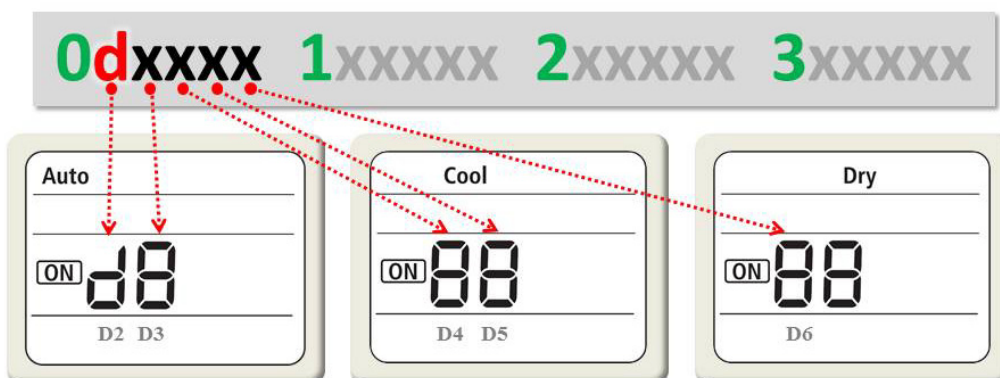 0dxxxx 1xxxxx 2xxxxx 3xxxxx
Auto
ON d8
D2 D3
Cool
ON 88
D4 D5
Dry
ON 88
D6